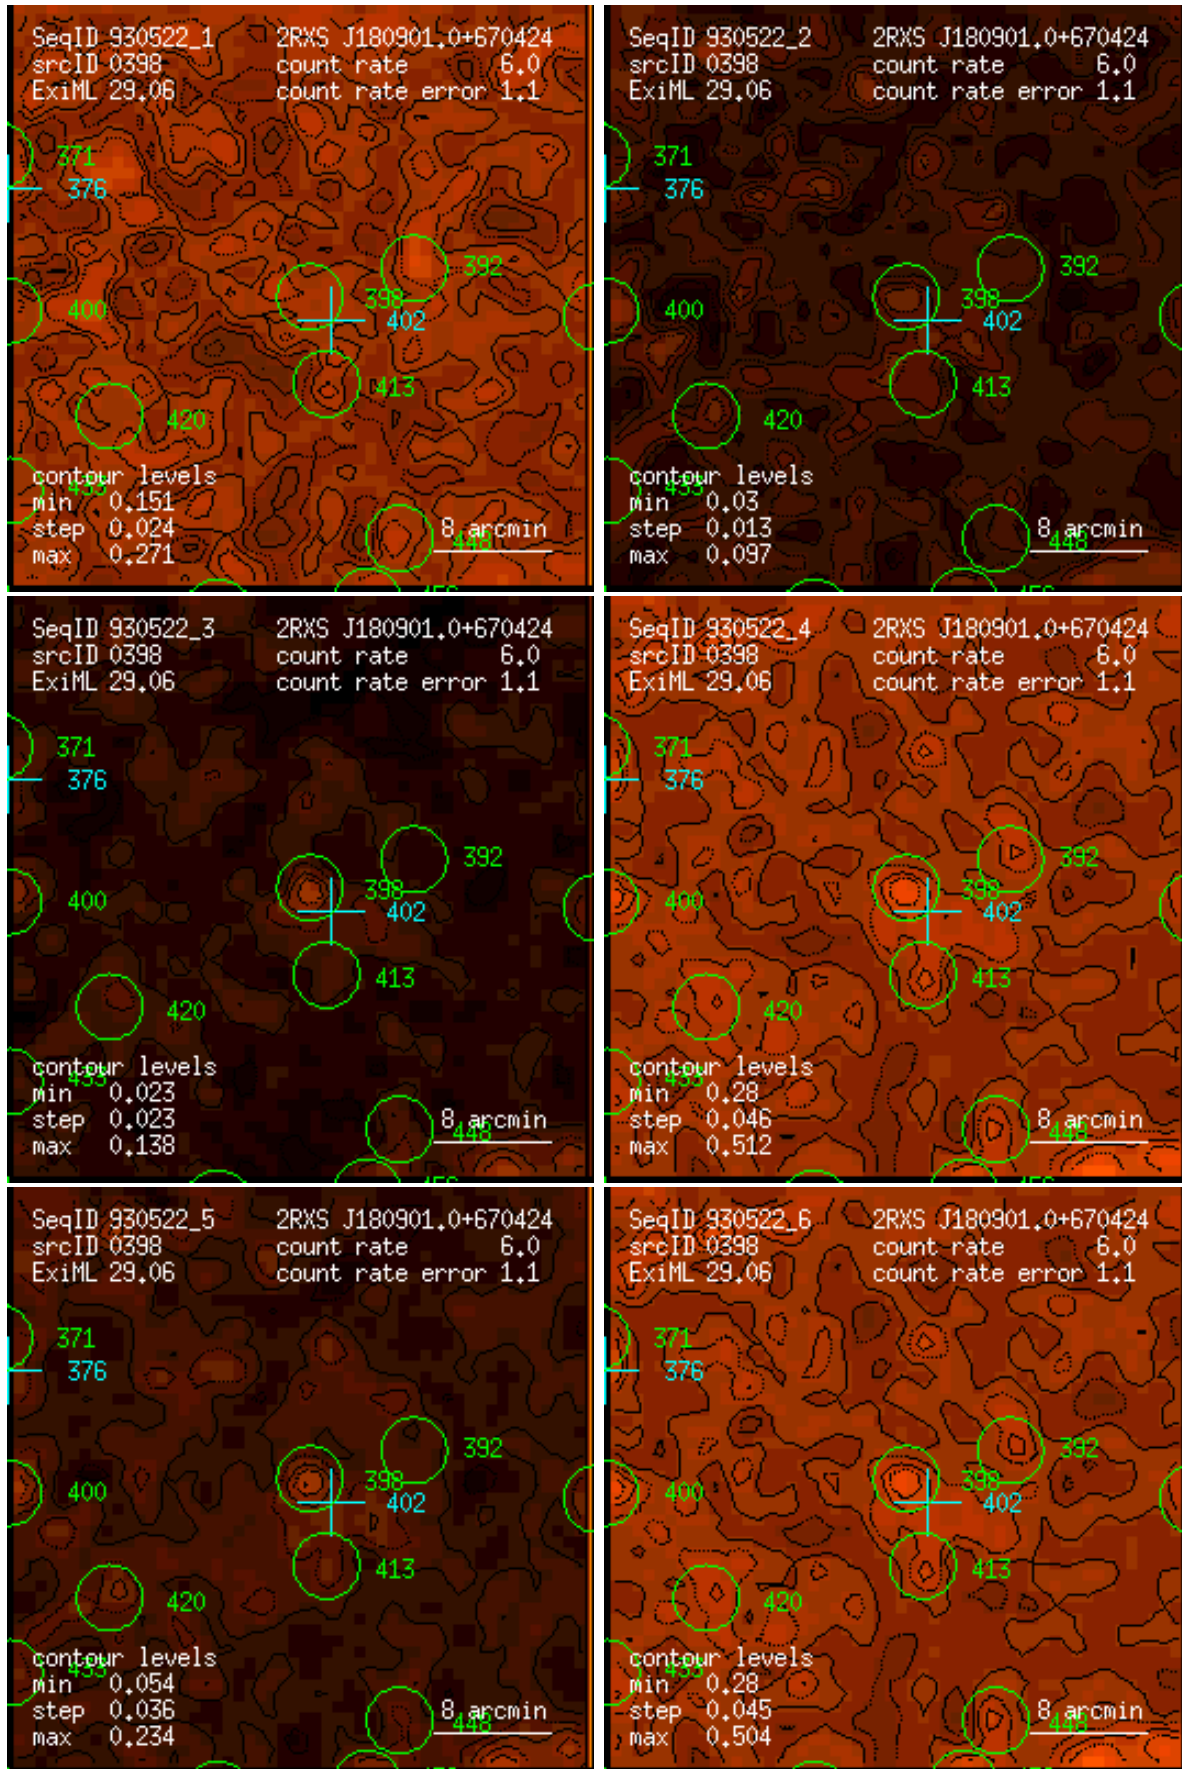 SeqID 930522_1 2RXS J180901.0+670424
srcID 0398 count rate 6.0
ExiML 29.06 count rate error 1.1
371
376
392
400
398
402
413
420
contour levels
433
min 0.151
step 0.024 8 arcmin
448
max 0.271
SeqID 930522_2 2RXS J180901.0+670424
srcID 0398 count rate 6.0
ExiML 29.06 count rate error 1.1
371
376
392
400
398
402
413
420
contour levels
433
min 0.03
step 0.013 8 arcmin
448
max 0.097
SeqID 930522_3 2RXS J180901.0+670424
srcID 0398 count rate 6.0
ExiML 29.06 count rate error 1.1
371
376
392
400
398
402
413
420
contour levels
433
min 0.023
step 0.023 8 arcmin
448
max 0.138
SeqID 930522_4 2RXS J180901.0+670424
srcID 0398 count rate 6.0
ExiML 29.06 count rate error 1.1
371
376
392
400
398
402
413
420
contour levels
433
min 0.28
step 0.046 8 arcmin
448
max 0.512
SeqID 930522_5 2RXS J180901.0+670424
srcID 0398 count rate 6.0
ExiML 29.06 count rate error 1.1
371
376
392
400
398
402
413
420
contour levels
433
min 0.054
step 0.036 8 arcmin
448
max 0.234
SeqID 930522_6 2RXS J180901.0+670424
srcID 0398 count rate 6.0
ExiML 29.06 count rate error 1.1
371
376
392
400
398
402
413
420
contour levels
433
min 0.28
step 0.045 8 arcmin
448
max 0.504